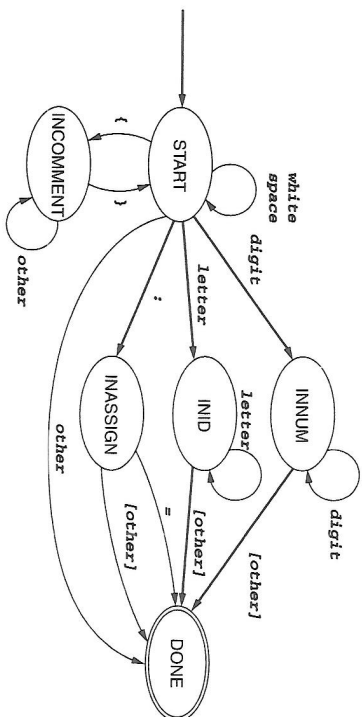 white
space
digit
digit
INNUM
[other]
START
letter
letter
INID
[other]
DONE
{
}
:
=
INCOMMENT
INASSIGN
[other]
other
other